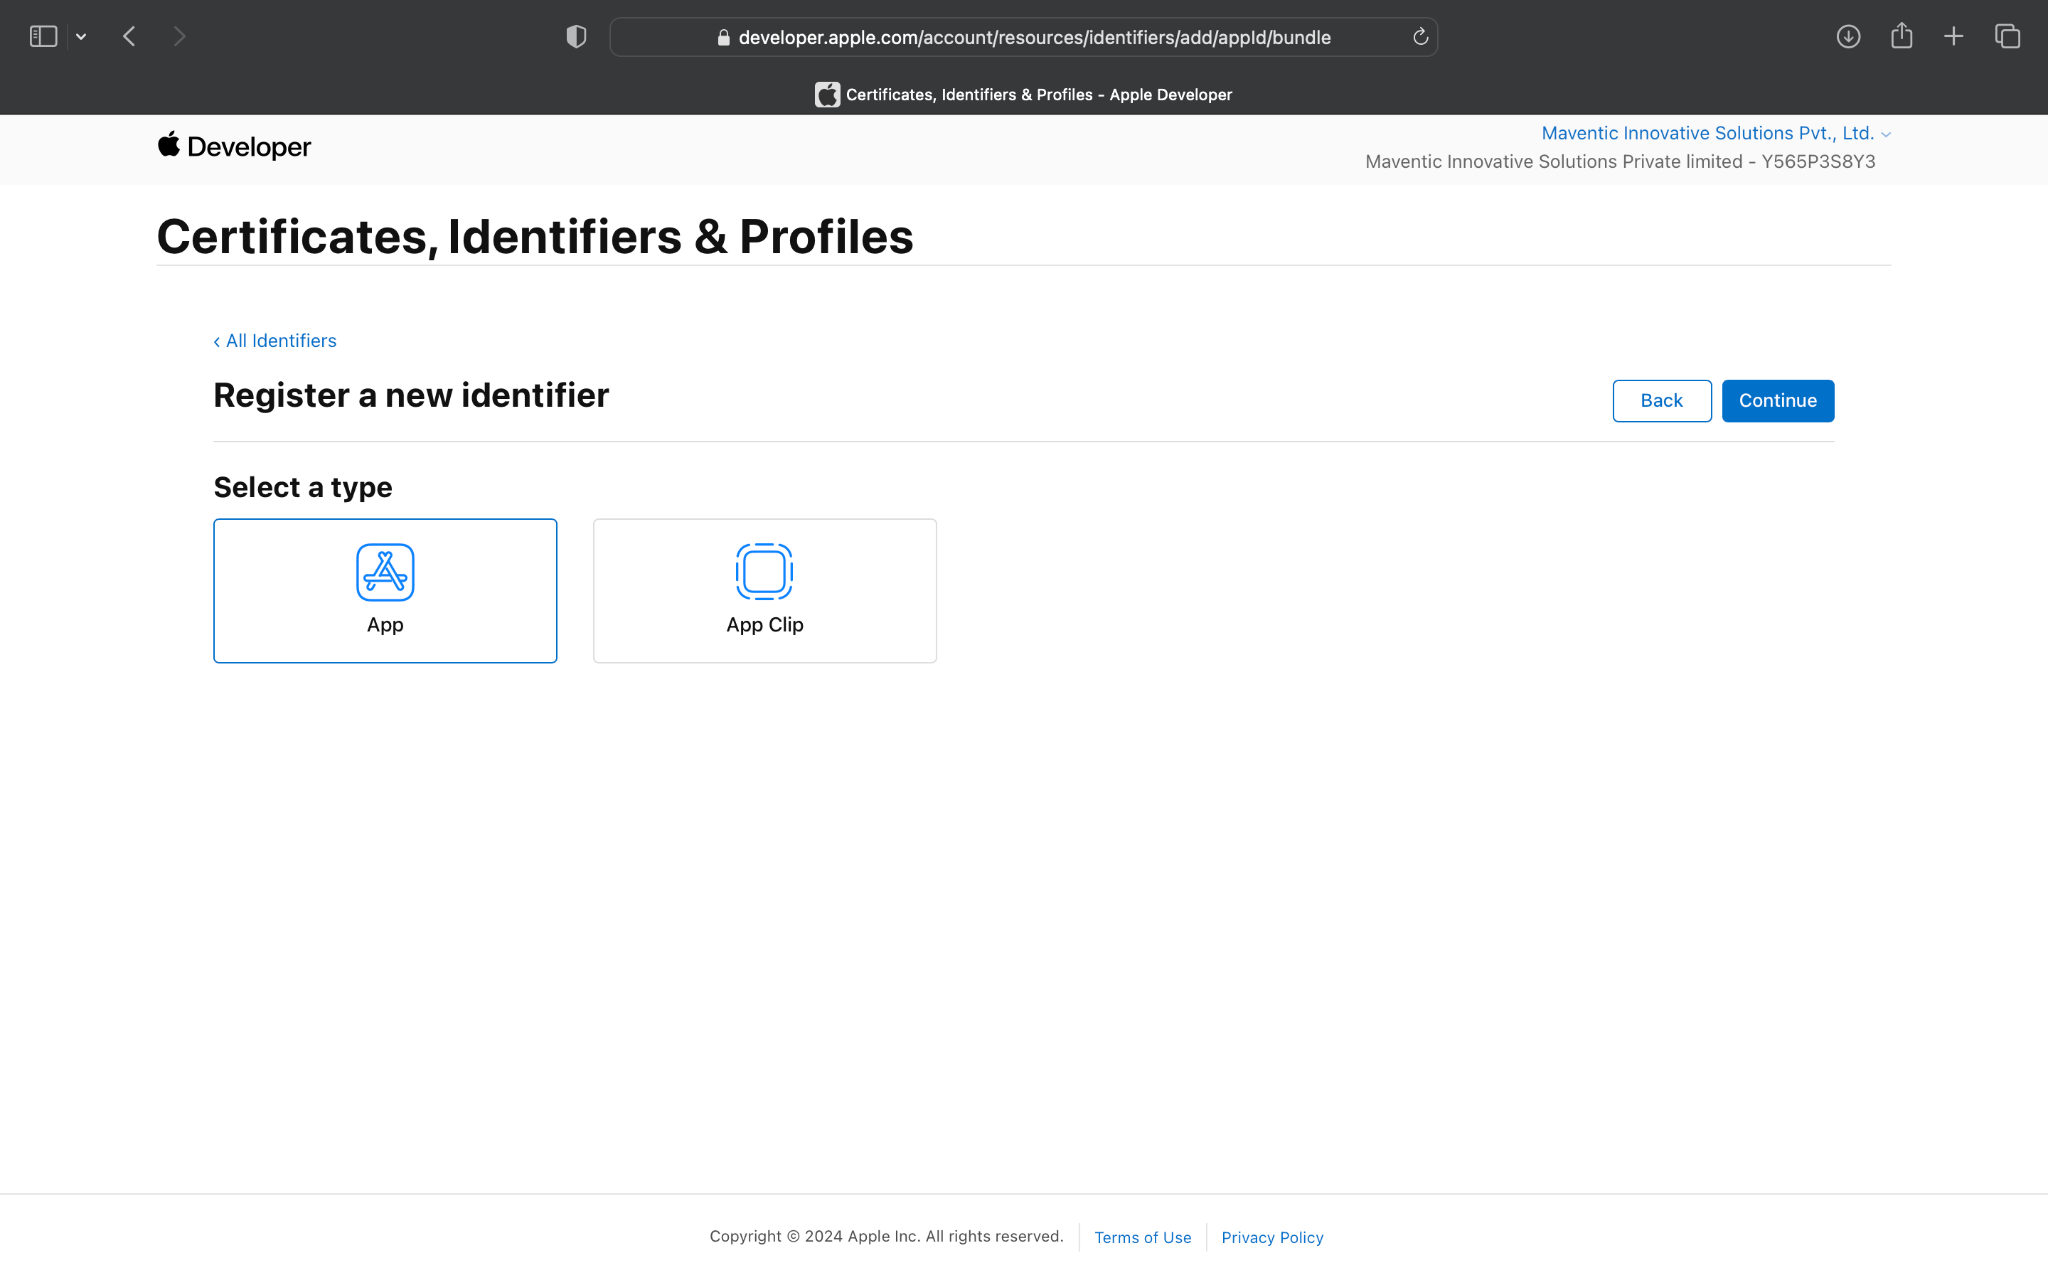 developer.apple.com/account/resources/identifiers/add/appId/bundle
Certificates, Identifiers & Profiles - Apple Developer
Developer
Maventic Innovative Solutions Pvt., Ltd.
Maventic Innovative Solutions Private limited - Y565P3S8Y3
Certificates, Identifiers & Profiles
‹ All Identifiers
Register a new identifier
Back
Continue
Select a type
App
App Clip
Copyright © 2024 Apple Inc. All rights reserved.
Terms of Use
Privacy Policy